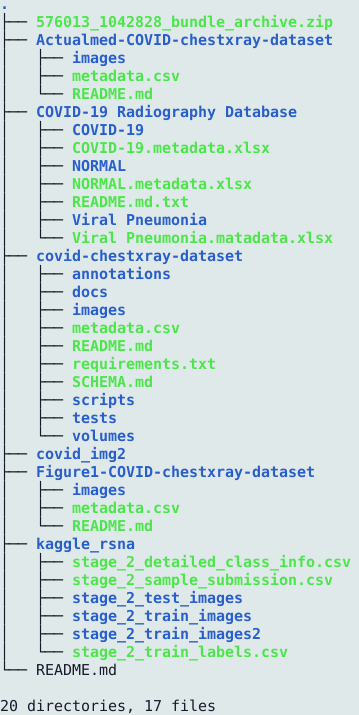 .
├── 576013_1042828_bundle_archive.zip
├── Actualmed-COVID-chestxray-dataset
│   ├── images
│   ├── metadata.csv
│   └── README.md
├── COVID-19 Radiography Database
│   ├── COVID-19
│   ├── COVID-19.metadata.xlsx
│   ├── NORMAL
│   ├── NORMAL.metadata.xlsx
│   ├── README.md.txt
│   ├── Viral Pneumonia
│   └── Viral Pneumonia.matadata.xlsx
├── covid-chestxray-dataset
│   ├── annotations
│   ├── docs
│   ├── images
│   ├── metadata.csv
│   ├── README.md
│   ├── requirements.txt
│   ├── SCHEMA.md
│   ├── scripts
│   ├── tests
│   └── volumes
├── covid_img2
├── Figure1-COVID-chestxray-dataset
│   ├── images
│   ├── metadata.csv
│   └── README.md
├── kaggle_rsna
│   ├── stage_2_detailed_class_info.csv
│   ├── stage_2_sample_submission.csv
│   ├── stage_2_test_images
│   ├── stage_2_train_images
│   ├── stage_2_train_images2
│   └── stage_2_train_labels.csv
└── README.md
20 directories, 17 files